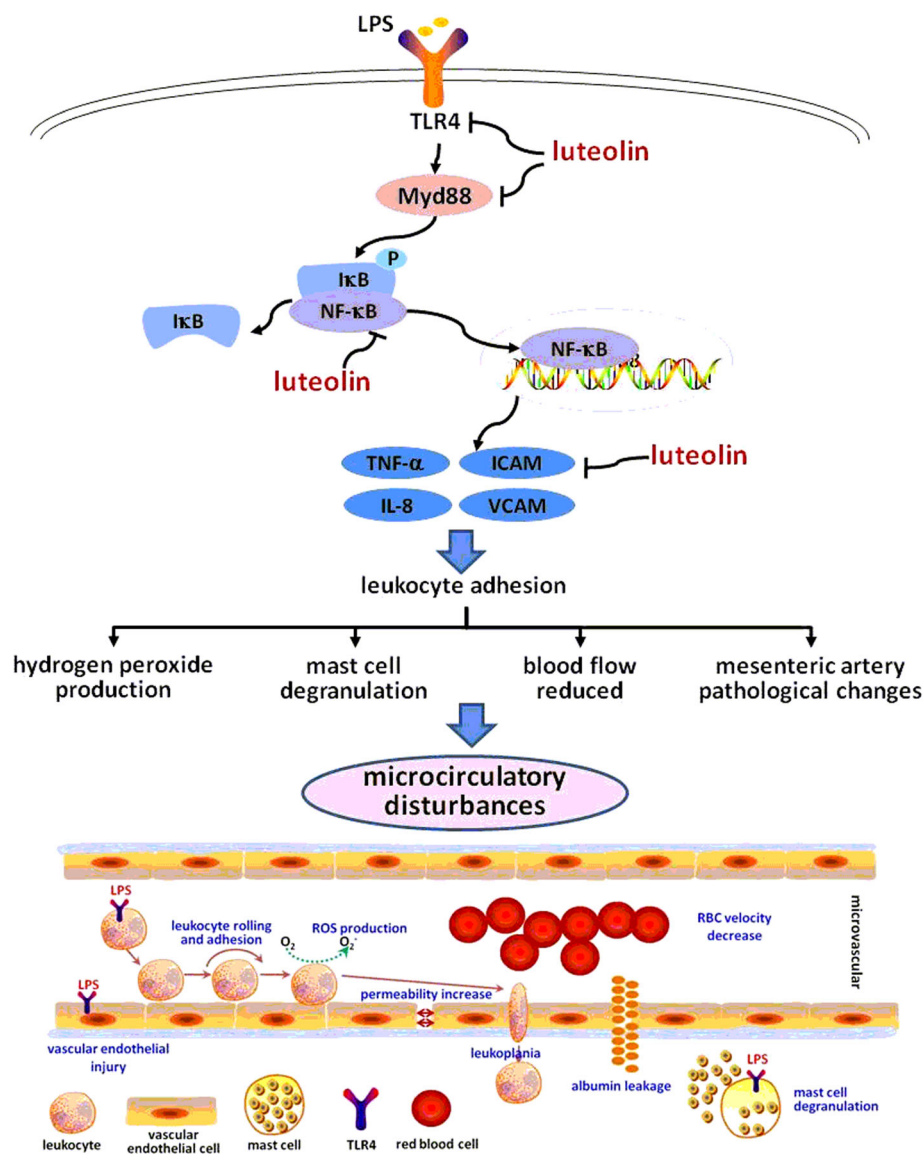 LPS
TLR4
luteolin
Myd88
P
IκB
NF-κB
IκB
NF-κB
luteolin
TNF-α
ICAM
luteolin
IL-8
VCAM
leukocyte adhesion
hydrogen peroxide
production
mast cell
degranulation
blood flow
reduced
mesenteric artery
pathological changes
microcirculatory
disturbances
LPS
leukocyte rolling
and adhesion
ROS production
O₂
O₂⁻
RBC velocity
decrease
microvascular
LPS
permeability increase
vascular endothelial
injury
leukoplania
albumin leakage
LPS
mast cell
degranulation
leukocyte
vascular
endothelial cell
mast cell
TLR4
red blood cell